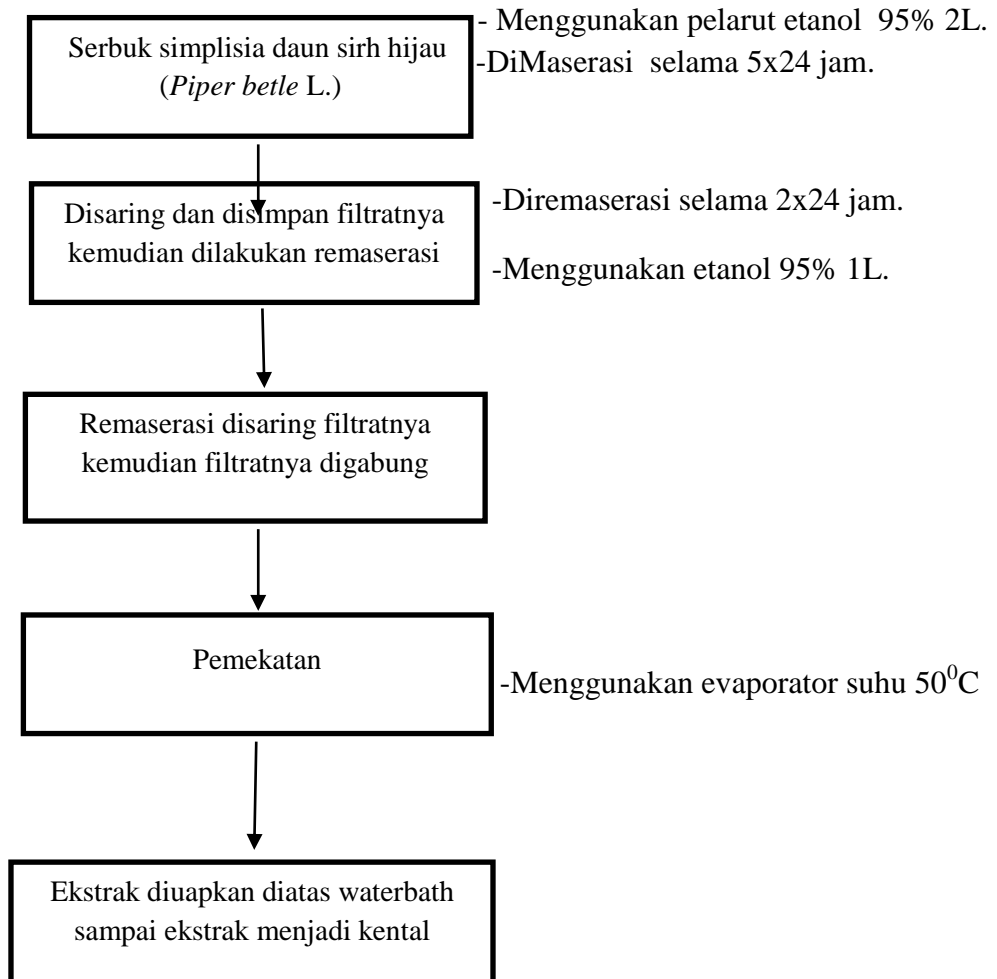 Serbuk simplisia daun sirh hijau
(Piper betle L.)
- Menggunakan pelarut etanol 95% 2L.
-DiMaserasi selama 5x24 jam.
Disaring dan disimpan filtratnya
kemudian dilakukan remaserasi
-Diremaserasi selama 2x24 jam.
-Menggunakan etanol 95% 1L.
Remaserasi disaring filtratnya
kemudian filtratnya digabung
Pemekatan
-Menggunakan evaporator suhu 50⁰C
Ekstrak diuapkan diatas waterbath
sampai ekstrak menjadi kental